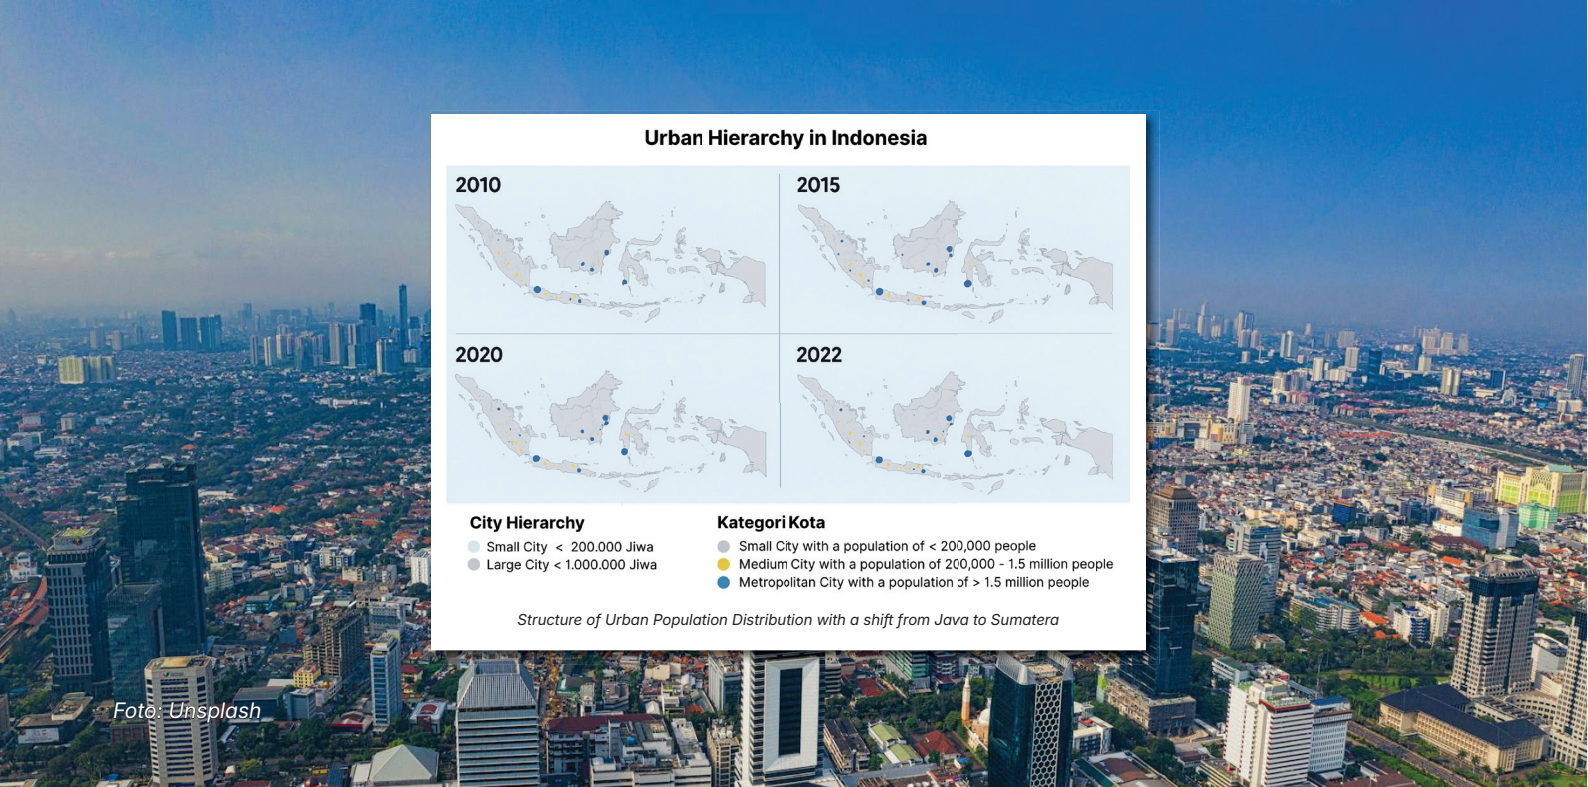 Urban Hierarchy in Indonesia
2010
2015
2020
2022
City Hierarchy
Small City < 200.000 Jiwa
Large City < 1.000.000 Jiwa
Kategori Kota
Small City with a population of < 200,000 people
Medium City with a population of 200,000 - 1.5 million people
Metropolitan City with a population of > 1.5 million people
Structure of Urban Population Distribution with a shift from Java to Sumatera
Foto: Unsplash